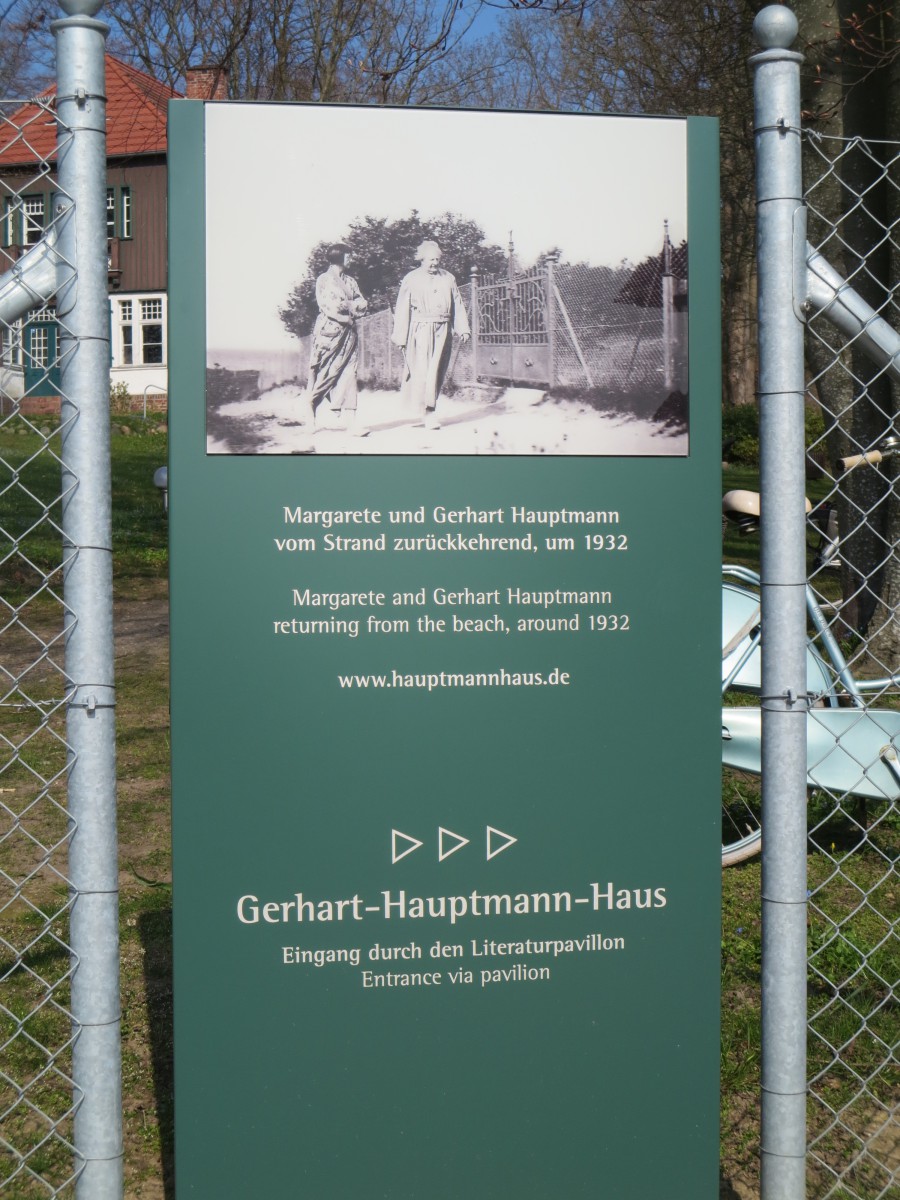 Margarete und Gerhart Hauptmann
vom Strand zurückkehrend, um 1932
Margarete and Gerhart Hauptmann
returning from the beach, around 1932
www.hauptmannhaus.de
Gerhart-Hauptmann-Haus
Eingang durch den Literaturpavillon
Entrance via pavilion